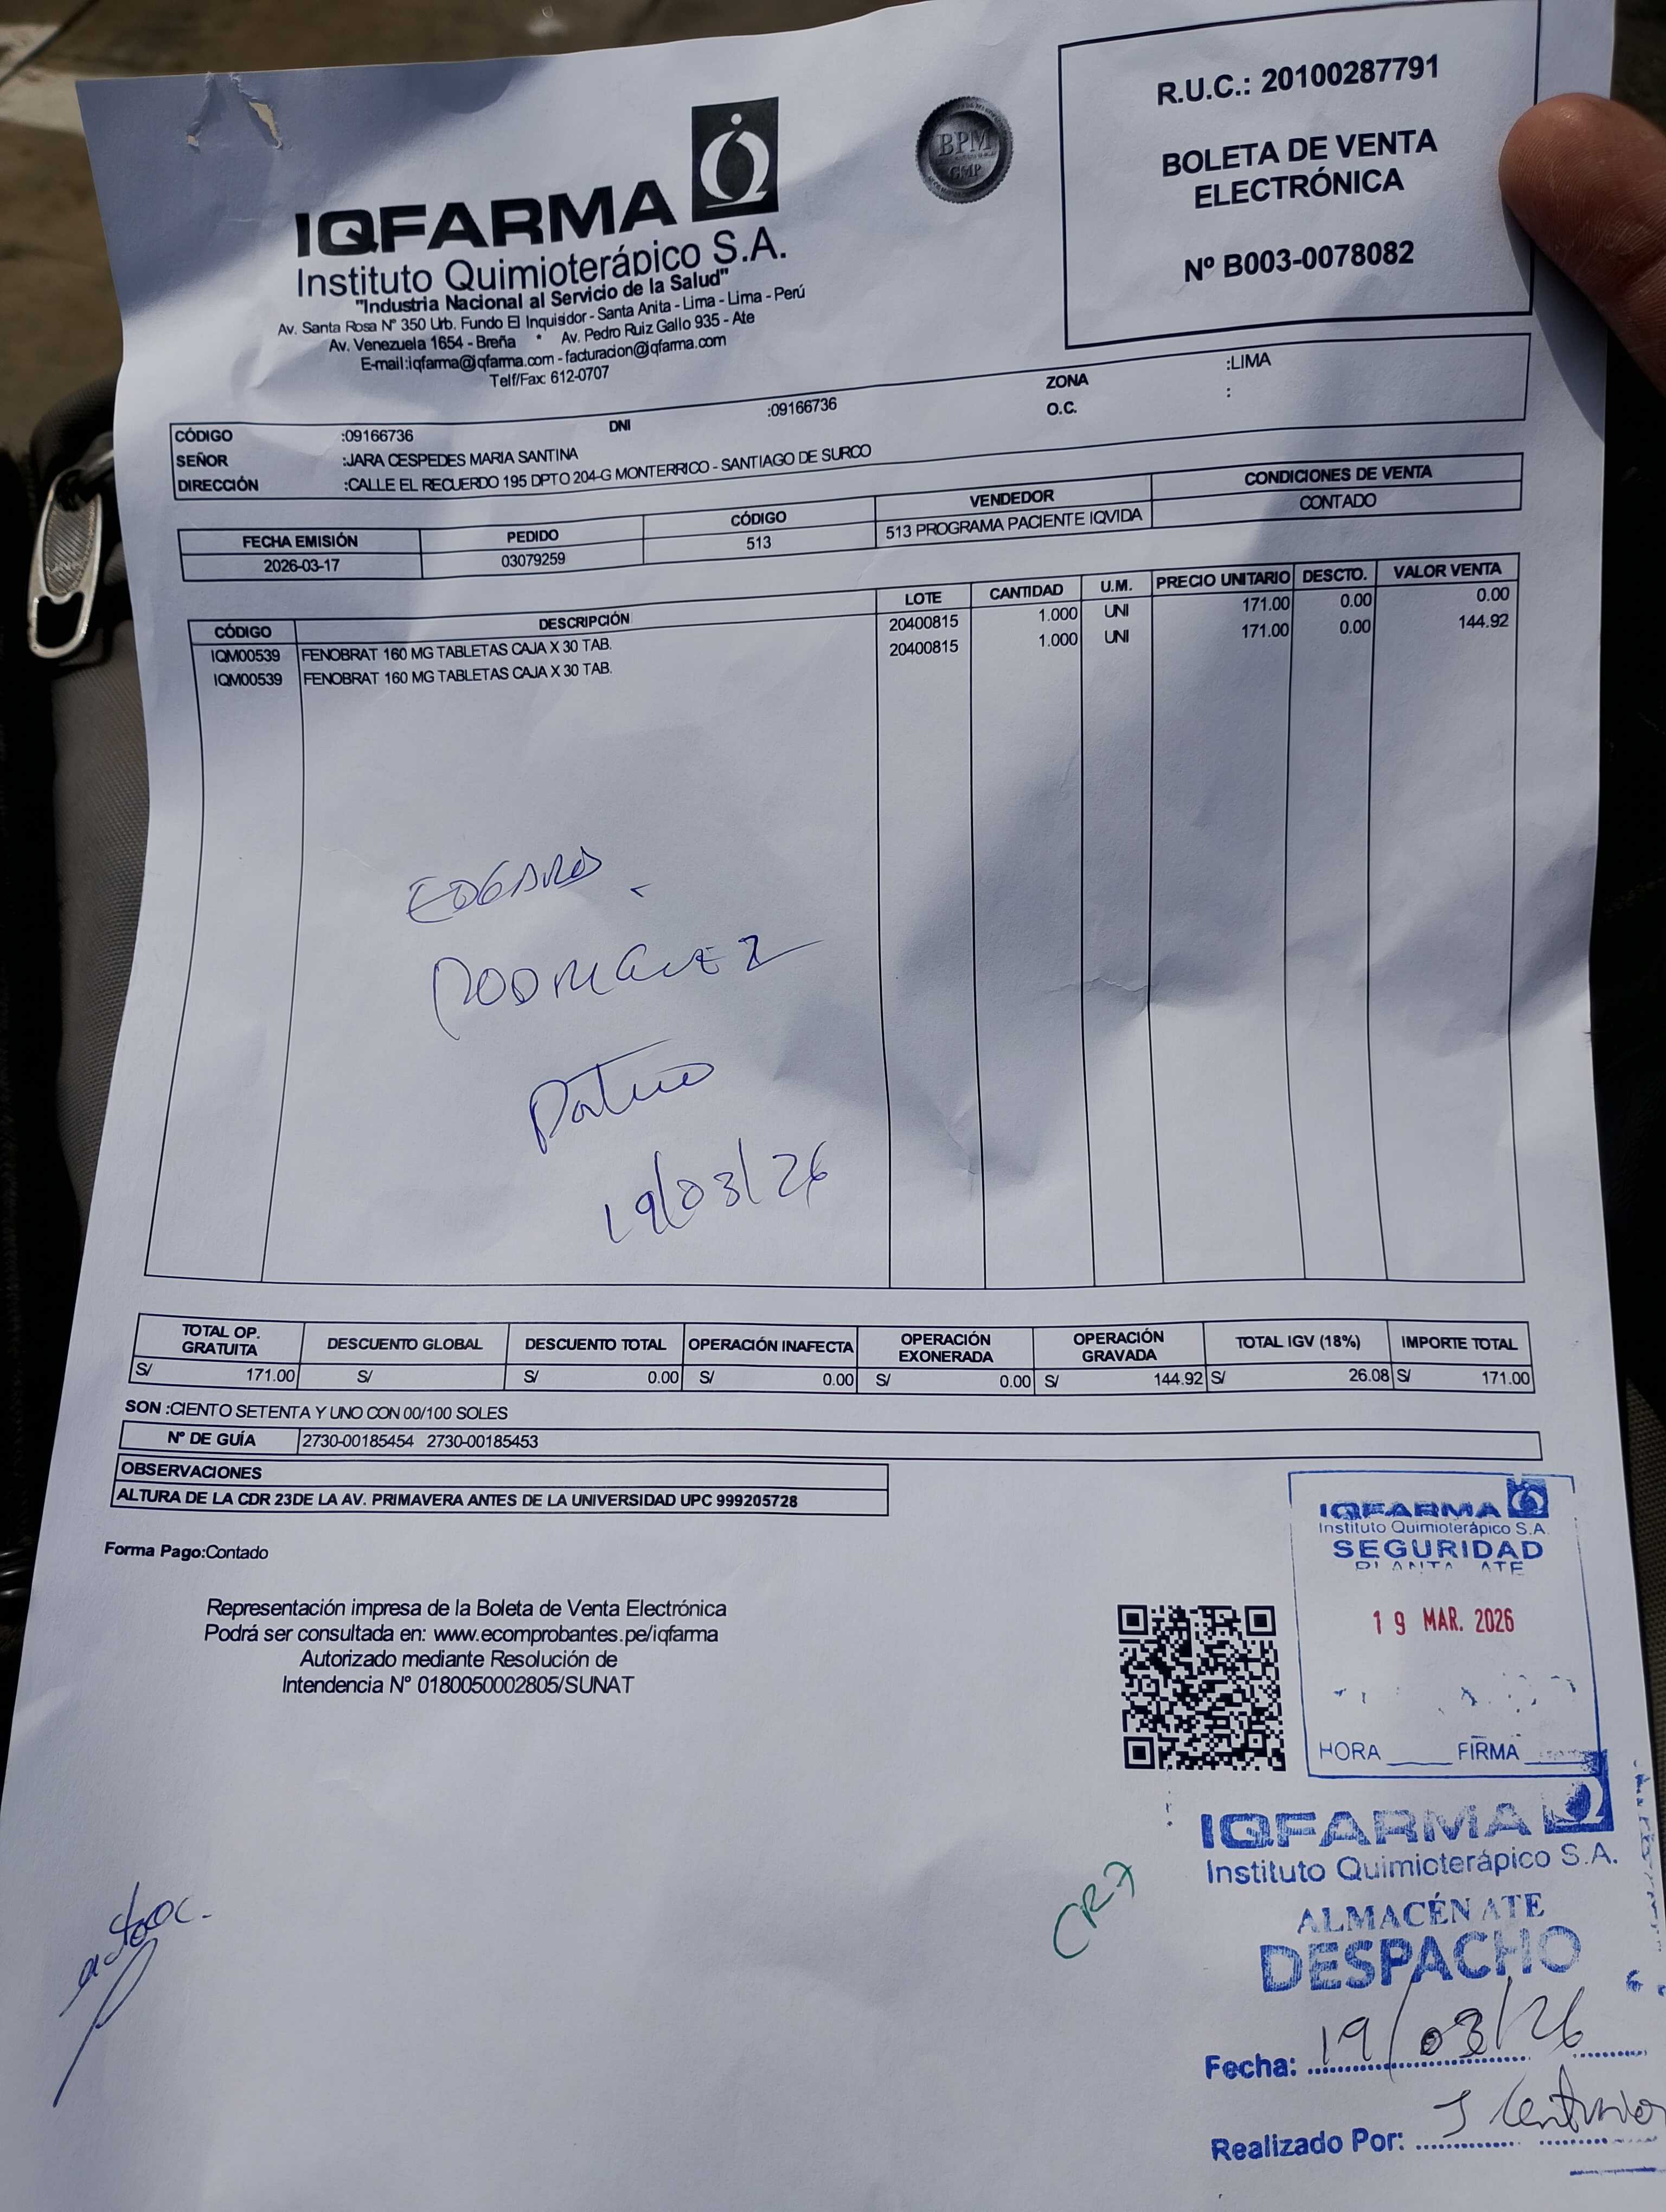 R.U.C.: 20100287791
BOLETA DE VENTA
ELECTRÓNICA
Nº B003-0078082
BPM
GMP
IQFARMA
Instituto Quimioterápico S.A.
"Industria Nacional al Servicio de la Salud"
Av. Santa Rosa Nº 350 Urb. Fundo El Inquisidor - Santa Anita - Lima - Lima - Perú
Av. Venezuela 1654 - Breña * Av. Pedro Ruiz Gallo 935 - Ate
E-mail:iqfarma@iqfarma.com - facturacion@iqfarma.com
Telf/Fax: 612-0707
CÓDIGO :09166736 DNI :09166736 ZONA :LIMA
SEÑOR :JARA CESPEDES MARIA SANTINA O.C. :
DIRECCIÓN :CALLE EL RECUERDO 195 DPTO 204-G MONTERRICO - SANTIAGO DE SURCO
FECHA EMISIÓN PEDIDO CÓDIGO VENDEDOR CONDICIONES DE VENTA
2026-03-17 03079259 513 513 PROGRAMA PACIENTE IQVIDA CONTADO
CÓDIGO DESCRIPCIÓN LOTE CANTIDAD U.M. PRECIO UNITARIO DESCTO. VALOR VENTA
IQM00539 FENOBRAT 160 MG TABLETAS CAJA X 30 TAB. 20400815 1.000 UNI 171.00 0.00 0.00
IQM00539 FENOBRAT 160 MG TABLETAS CAJA X 30 TAB. 20400815 1.000 UNI 171.00 0.00 144.92
EDGARD
RODRIGUEZ
19/03/26
TOTAL OP. GRATUITA DESCUENTO GLOBAL DESCUENTO TOTAL OPERACIÓN INAFECTA OPERACIÓN EXONERADA OPERACIÓN GRAVADA TOTAL IGV (18%) IMPORTE TOTAL
S/ 171.00 S/ S/ 0.00 S/ 0.00 S/ 0.00 S/ 144.92 S/ 26.08 S/ 171.00
SON :CIENTO SETENTA Y UNO CON 00/100 SOLES
Nº DE GUÍA 2730-00185454 2730-00185453
OBSERVACIONES
ALTURA DE LA CDR 23DE LA AV. PRIMAVERA ANTES DE LA UNIVERSIDAD UPC 999205728
Forma Pago:Contado
Representación impresa de la Boleta de Venta Electrónica
Podrá ser consultada en: www.ecomprobantes.pe/iqfarma
Autorizado mediante Resolución de
Intendencia Nº 0180050002805/SUNAT
IQFARMA
Instituto Quimioterápico S.A.
SEGURIDAD
PLANTA ATE
19 MAR. 2026
HORA FIRMA
IQFARMA
Instituto Quimioterápico S.A.
ALMACÉN ATE
DESPACHO
Fecha: 19/03/26
Realizado Por:
CR7